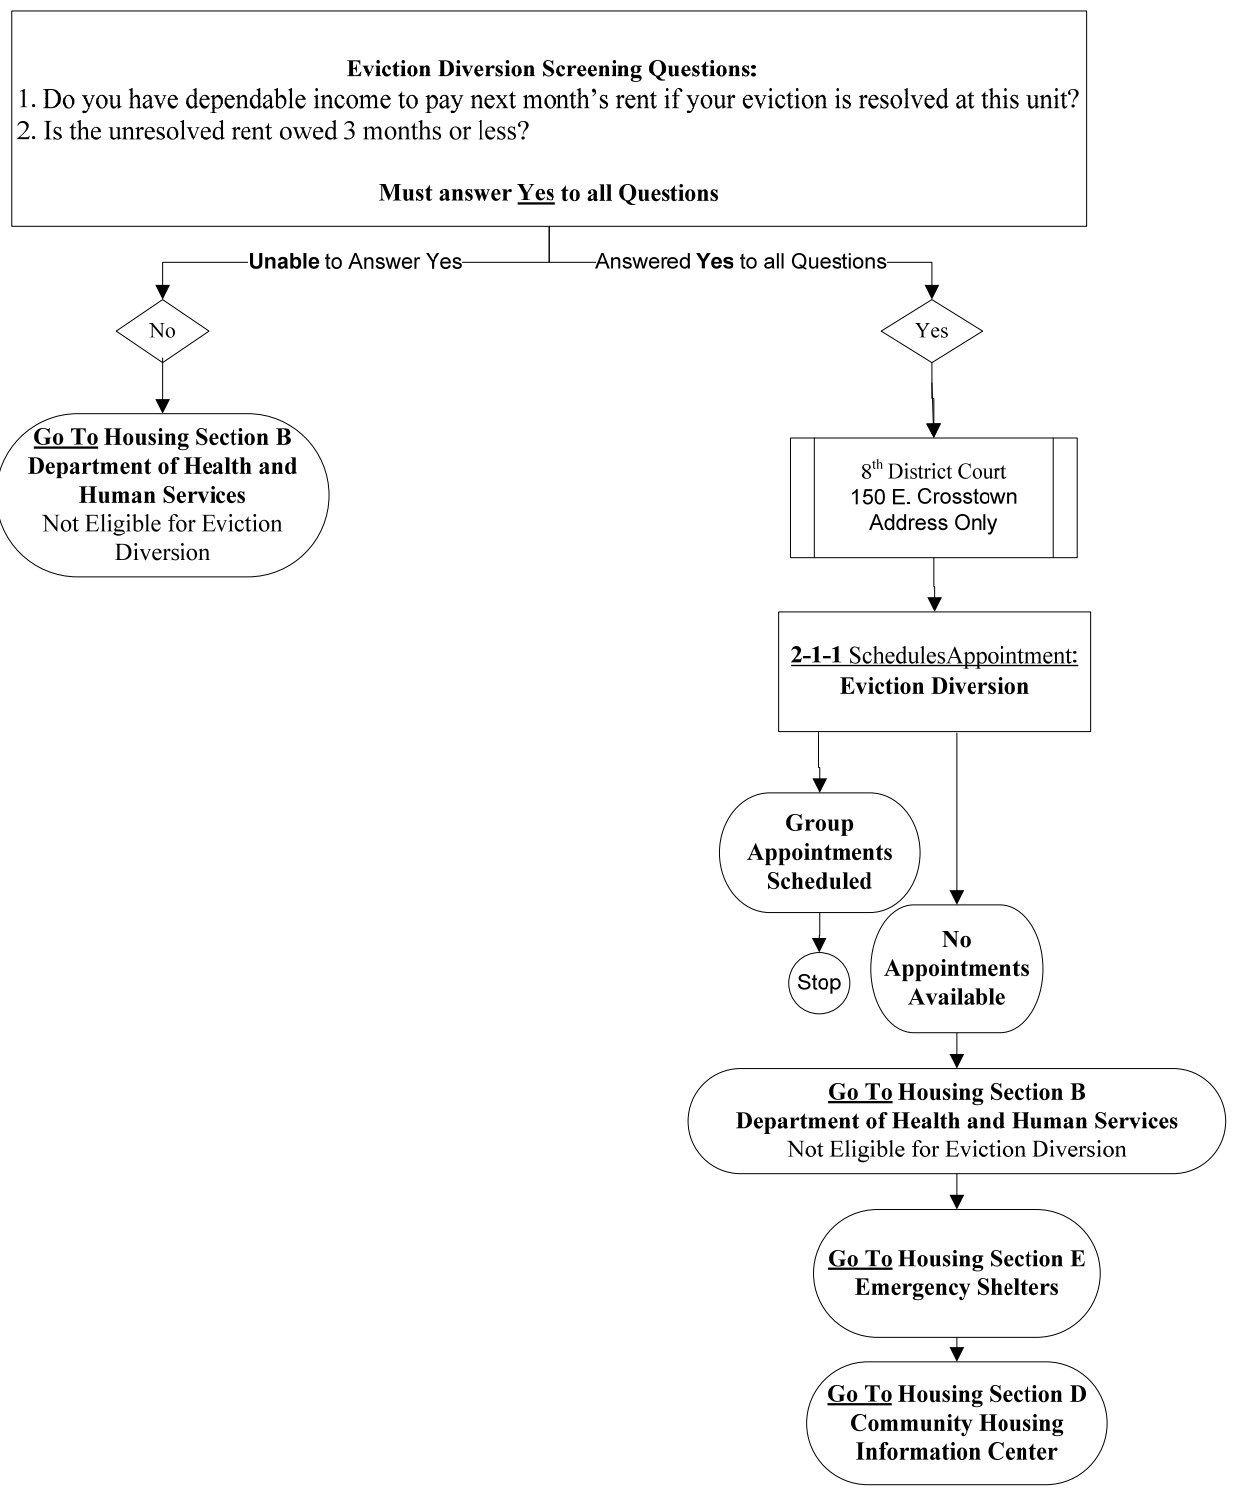 Eviction Diversion Screening Questions:
1. Do you have dependable income to pay next month’s rent if your eviction is resolved at this unit?
2. Is the unresolved rent owed 3 months or less?
Must answer Yes to all Questions
Unable to Answer Yes
Answered Yes to all Questions
No
Yes
Go To Housing Section B
Department of Health and
Human Services
Not Eligible for Eviction
Diversion
8th District Court
150 E. Crosstown
Address Only
2-1-1 SchedulesAppointment:
Eviction Diversion
Group
Appointments
Scheduled
Stop
No
Appointments
Available
Go To Housing Section B
Department of Health and Human Services
Not Eligible for Eviction Diversion
Go To Housing Section E
Emergency Shelters
Go To Housing Section D
Community Housing
Information Center